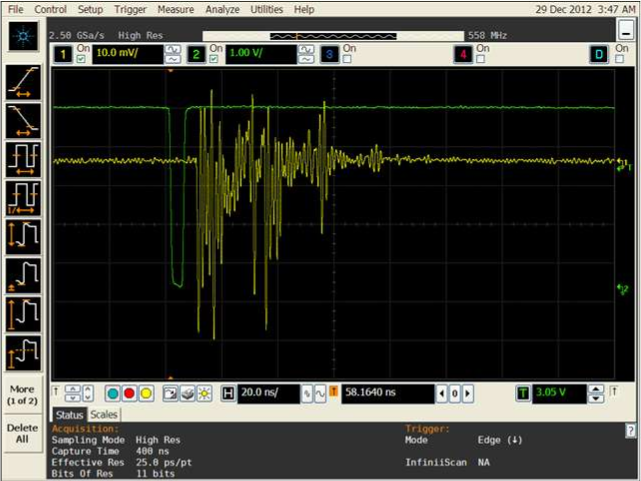 File Control Setup Trigger Measure Analyze Utilities Help 29 Dec 2012 3:47 AM
2.50 GSa/s High Res 558 MHz
1 On 10.0 mV/ 2 On 1.00 V/ 3 On 4 On D On
1/
H 20.0 ns/ T 58.1640 ns 0 T 3.05 V
More
(1 of 2)
Delete
All
Status Scales
Acquisition: Trigger:
Sampling Mode High Res Mode Edge (↓)
Capture Time 400 ns
Effective Res 25.0 ps/pt InfiniiScan NA
Bits Of Res 11 bits
?